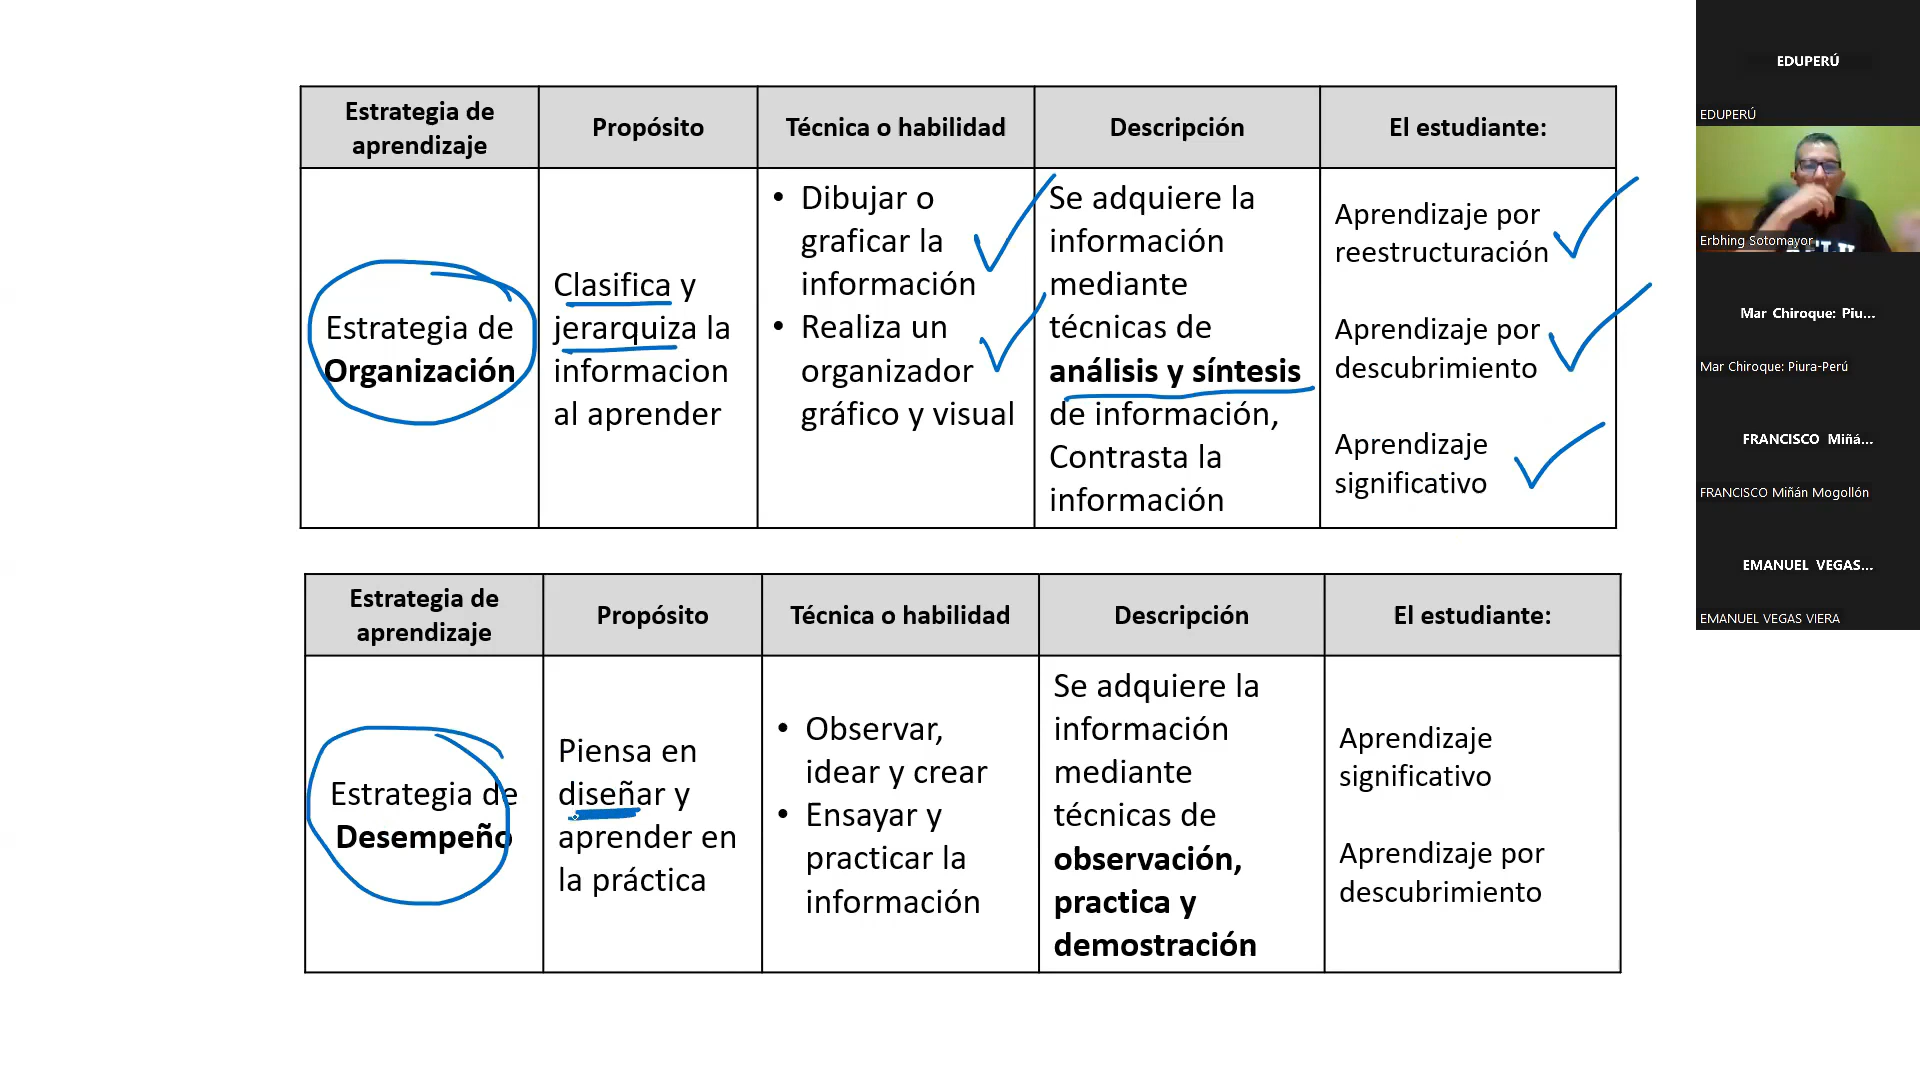 Estrategia de
aprendizaje
Propósito
Técnica o habilidad
Descripción
El estudiante:
Estrategia de
Organización
Clasifica y
jerarquiza la
informacion
al aprender
• Dibujar o
graficar la
información
• Realiza un
organizador
gráfico y visual
Se adquiere la
información
mediante
técnicas de
análisis y síntesis
de información,
Contrasta la
información
Aprendizaje por
reestructuración
Aprendizaje por
descubrimiento
Aprendizaje
significativo
Estrategia de
aprendizaje
Propósito
Técnica o habilidad
Descripción
El estudiante:
Estrategia de
Desempeño
Piensa en
diseñar y
aprender en
la práctica
• Observar,
idear y crear
• Ensayar y
practicar la
información
Se adquiere la
información
mediante
técnicas de
observación,
practica y
demostración
Aprendizaje
significativo
Aprendizaje por
descubrimiento
EDUPERÚ
EDUPERÚ
Erbhing Sotomayor
Mar Chiroque: Piu...
Mar Chiroque: Piura-Perú
FRANCISCO Miñá...
FRANCISCO Miñán Mogollón
EMANUEL VEGAS...
EMANUEL VEGAS VIERA